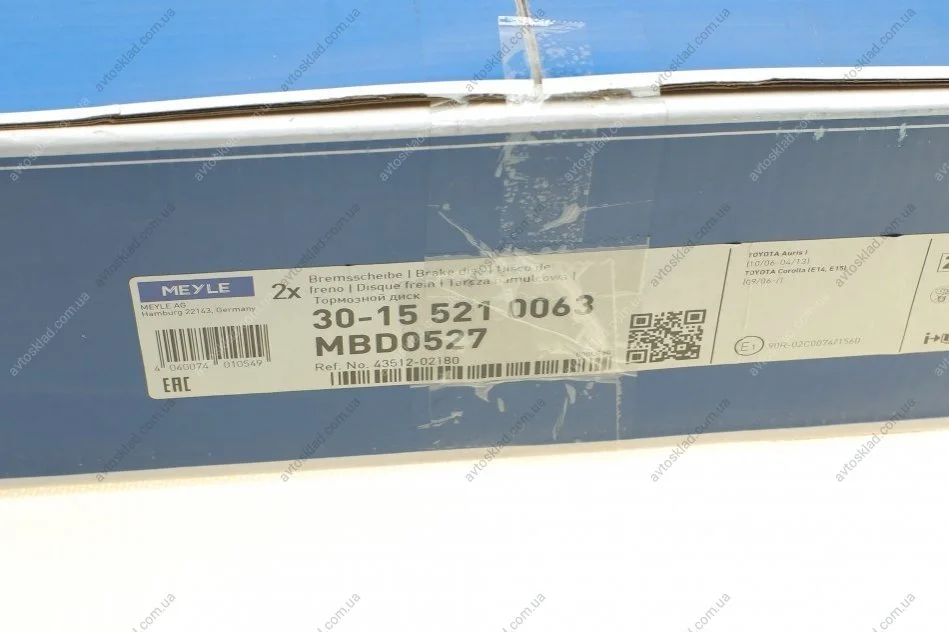 MEYLE
MEYLE AG
Hamburg 22143, Germany
4 040074 010549
EAC
2x
Bremsscheibe | Brake disc | Disco de
freno | Disque frein | Tarcza hamulcowa |
Тормозной диск
30-15 521 0063
MBD0527
Ref. No. 43512-02180
TOYOTA Auris I
(10/06-04/13)
TOYOTA Corolla (E14, E15)
(09/06-/)
E1
90R-02C0074/1560
avtosklad.com.ua